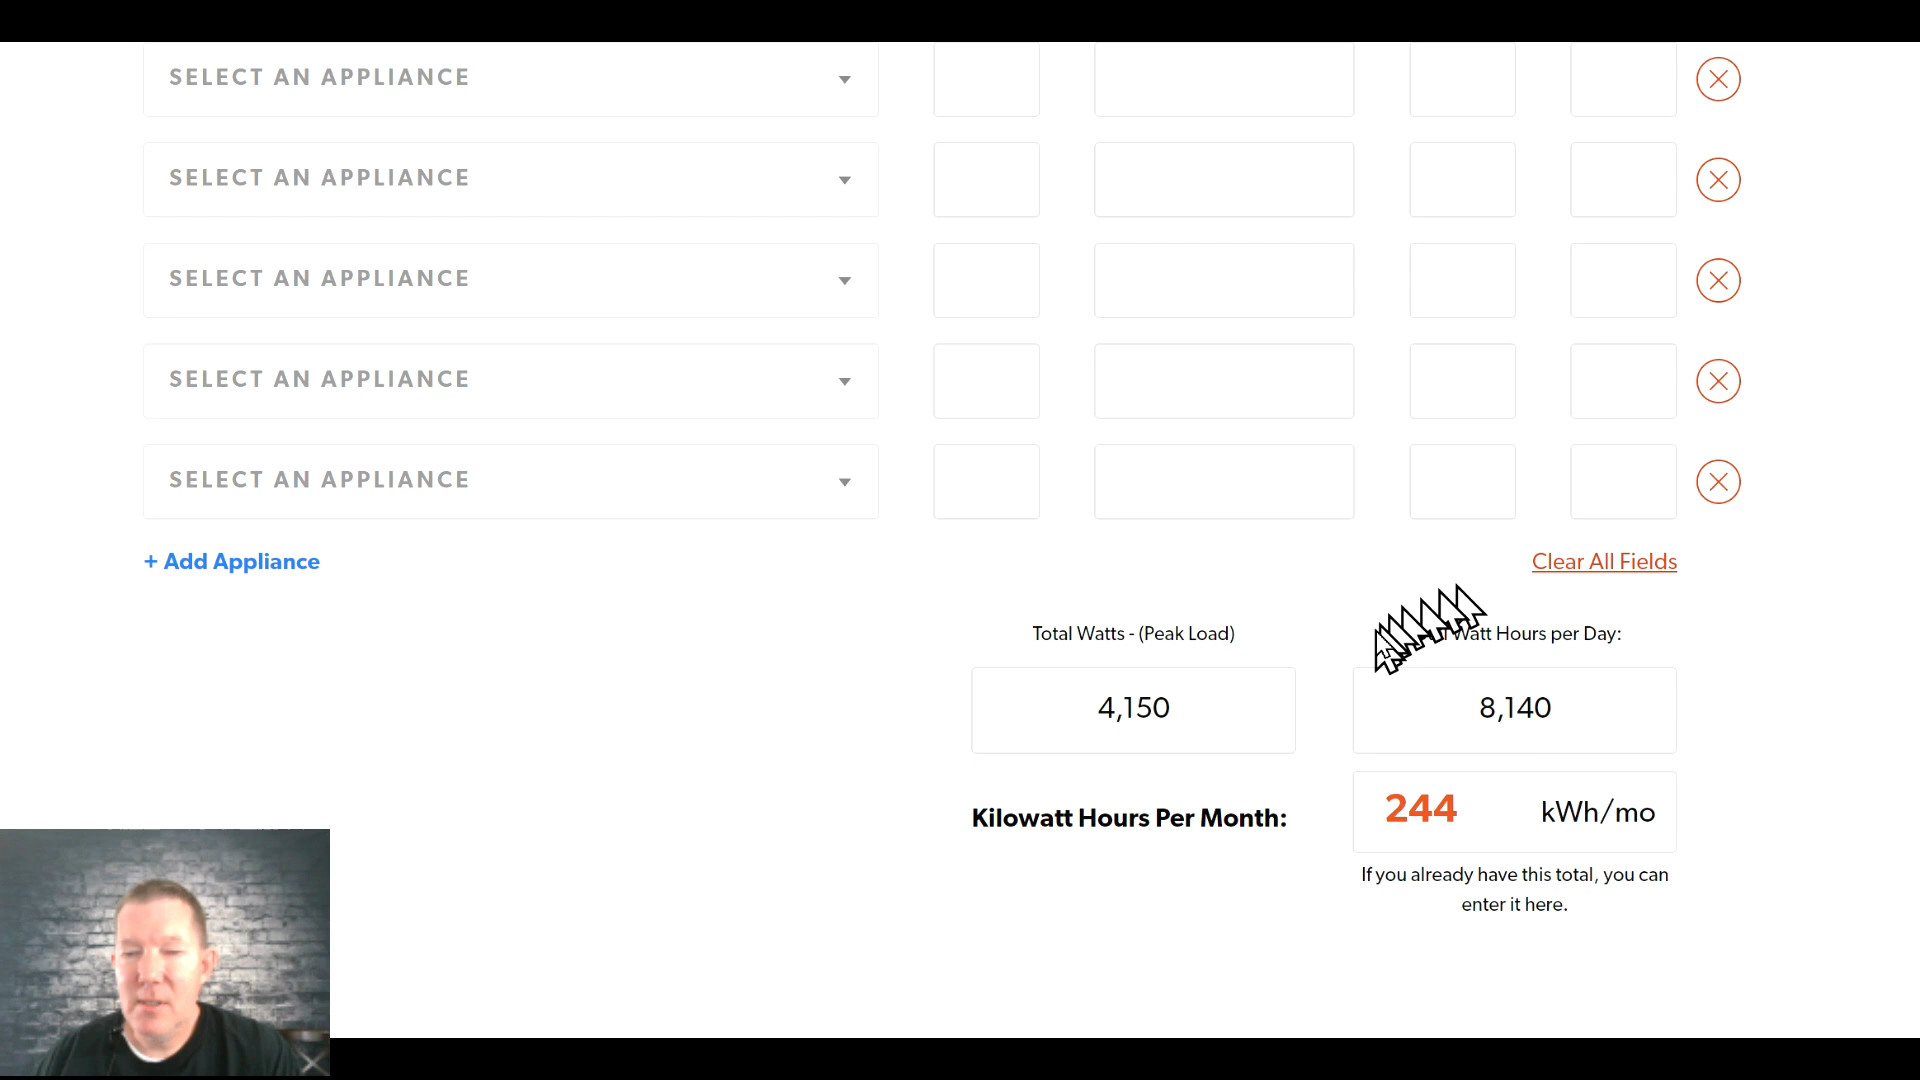 SELECT AN APPLIANCE
SELECT AN APPLIANCE
SELECT AN APPLIANCE
SELECT AN APPLIANCE
SELECT AN APPLIANCE
+ Add Appliance
Clear All Fields
Total Watts - (Peak Load)
Watt Hours per Day:
4,150
8,140
Kilowatt Hours Per Month:
244 kWh/mo
If you already have this total, you can
enter it here.